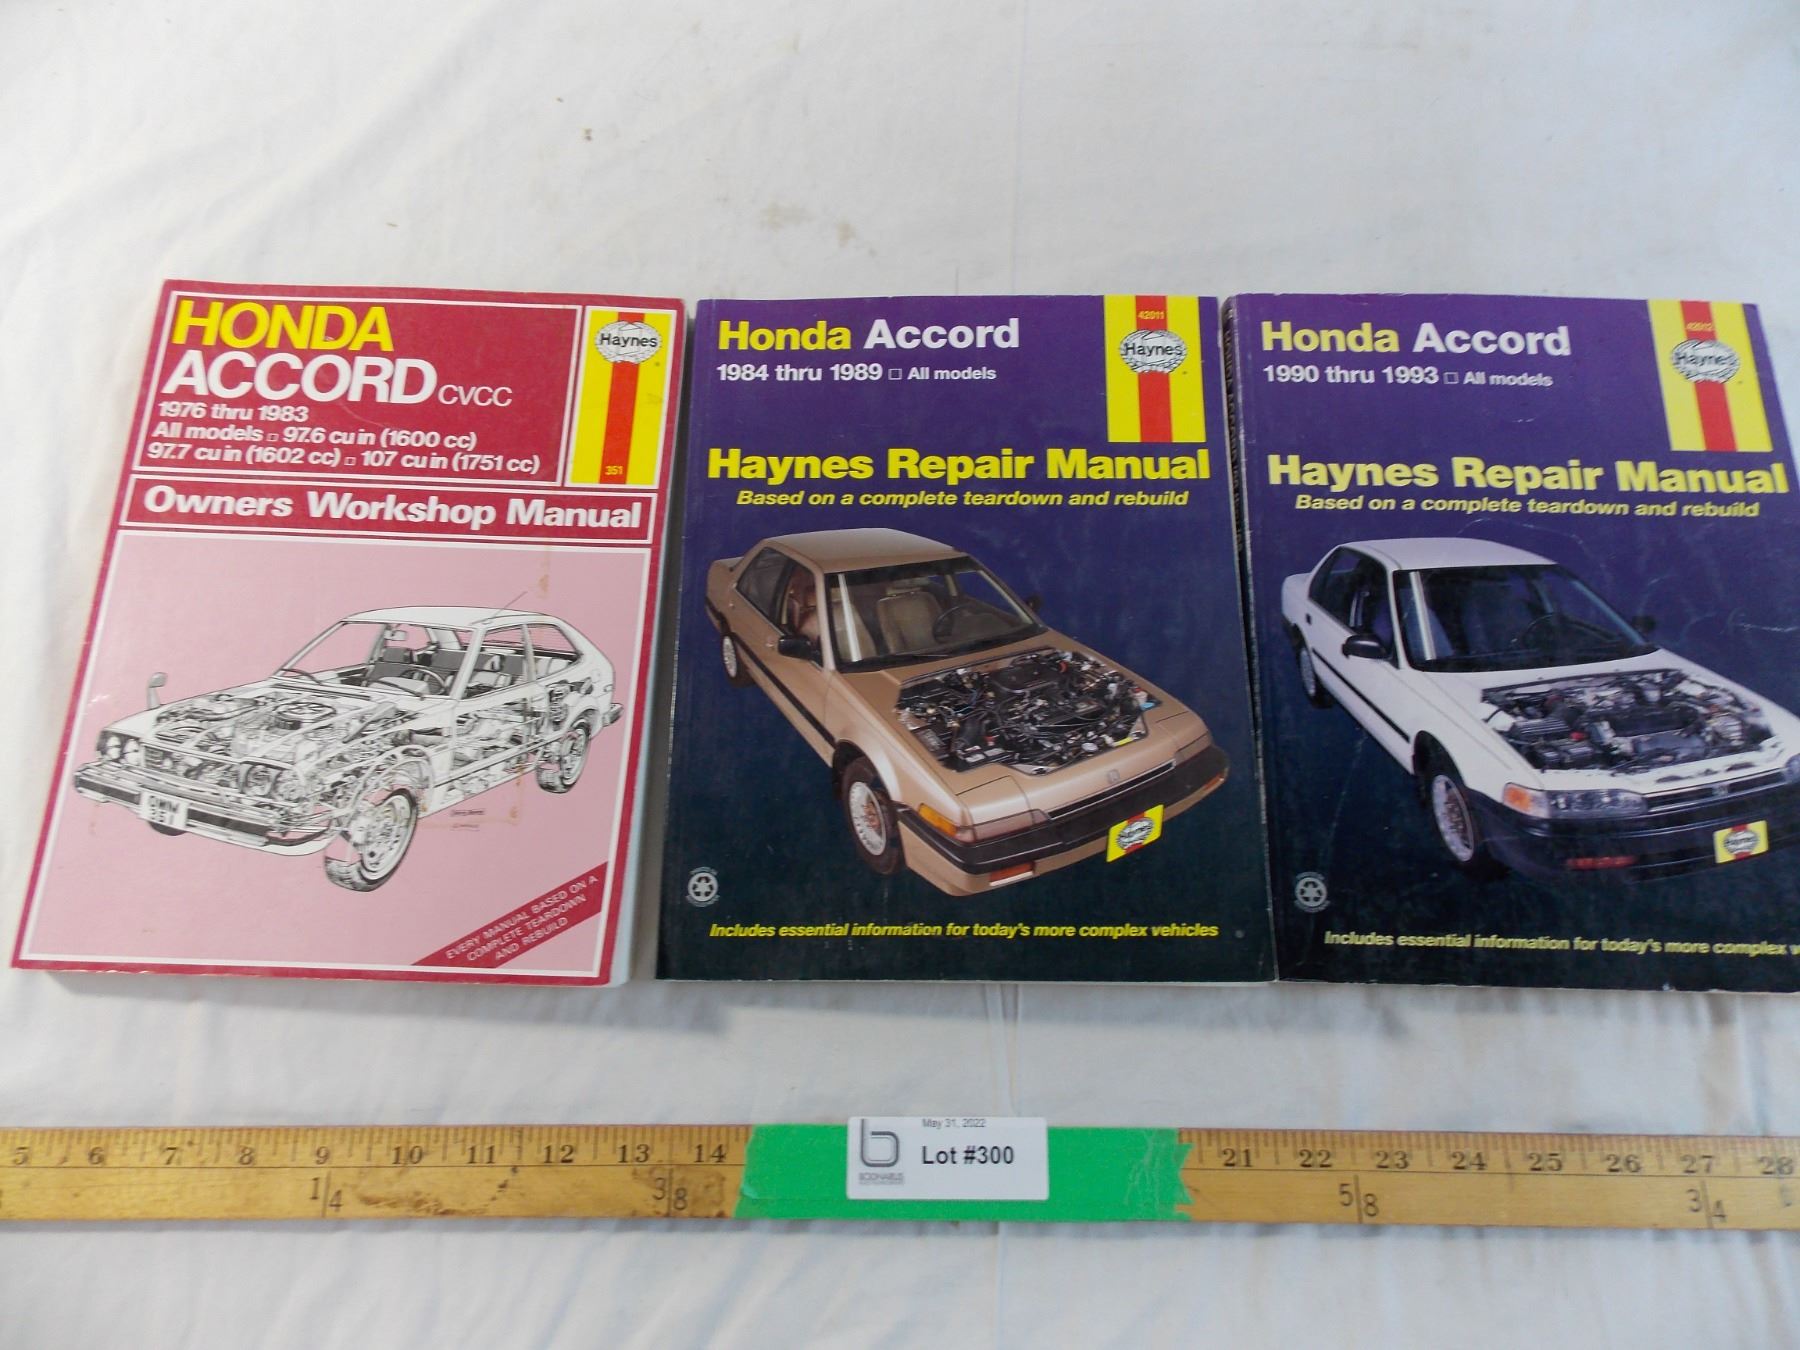 HONDA
ACCORD CVCC
1976 thru 1983
All models □ 97.6 cu in (1600 cc)
97.7 cu in (1602 cc) □ 107 cu in (1751 cc)
Haynes
351
Owners Workshop Manual
OWM
351
EVERY MANUAL BASED ON A
COMPLETE TEARDOWN
AND REBUILD
Honda Accord
1984 thru 1989 □ All models
42011
Haynes
Haynes Repair Manual
Based on a complete teardown and rebuild
Haynes
Includes essential information for today's more complex vehicles
Honda Accord
1990 thru 1993 □ All models
42012
Haynes
Haynes Repair Manual
Based on a complete teardown and rebuild
Haynes
Includes essential information for today's more complex
May 31, 2022
Lot #300
5 6 7 8 9 10 11 12 13 14 21 22 23 24 25 26 27 28
1/4 3/8 5/8 3/4